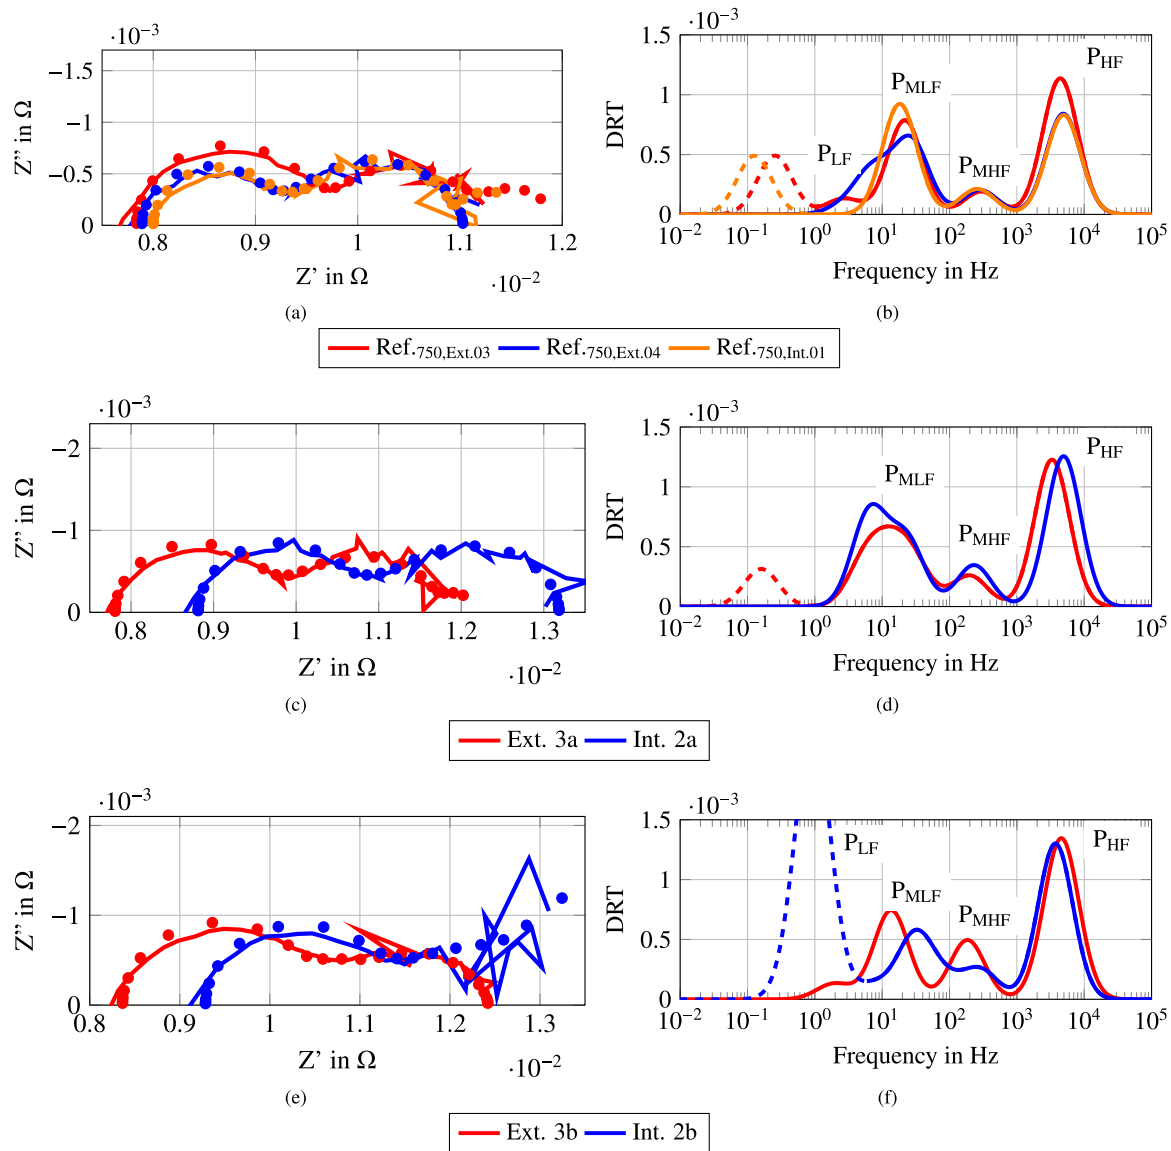 ·10⁻³
−1.5
−1
−0.5
0
Z'' in Ω
0.8 0.9 1 1.1 1.2
Z' in Ω
·10⁻²
(a)
·10⁻³
1.5
1
0.5
0
DRT
P_LF
P_MLF
P_MHF
P_HF
10⁻² 10⁻¹ 10⁰ 10¹ 10² 10³ 10⁴ 10⁵
Frequency in Hz
(b)
Ref.750,Ext.03 Ref.750,Ext.04 Ref.750,Int.01
·10⁻³
−2
−1
0
Z'' in Ω
0.8 0.9 1 1.1 1.2 1.3
Z' in Ω
·10⁻²
(c)
·10⁻³
1.5
1
0.5
0
DRT
P_MLF
P_MHF
P_HF
10⁻² 10⁻¹ 10⁰ 10¹ 10² 10³ 10⁴ 10⁵
Frequency in Hz
(d)
Ext. 3a Int. 2a
·10⁻³
−2
−1
0
Z'' in Ω
0.8 0.9 1 1.1 1.2 1.3
Z' in Ω
·10⁻²
(e)
·10⁻³
1.5
1
0.5
0
DRT
P_LF
P_MLF
P_MHF
P_HF
10⁻² 10⁻¹ 10⁰ 10¹ 10² 10³ 10⁴ 10⁵
Frequency in Hz
(f)
Ext. 3b Int. 2b